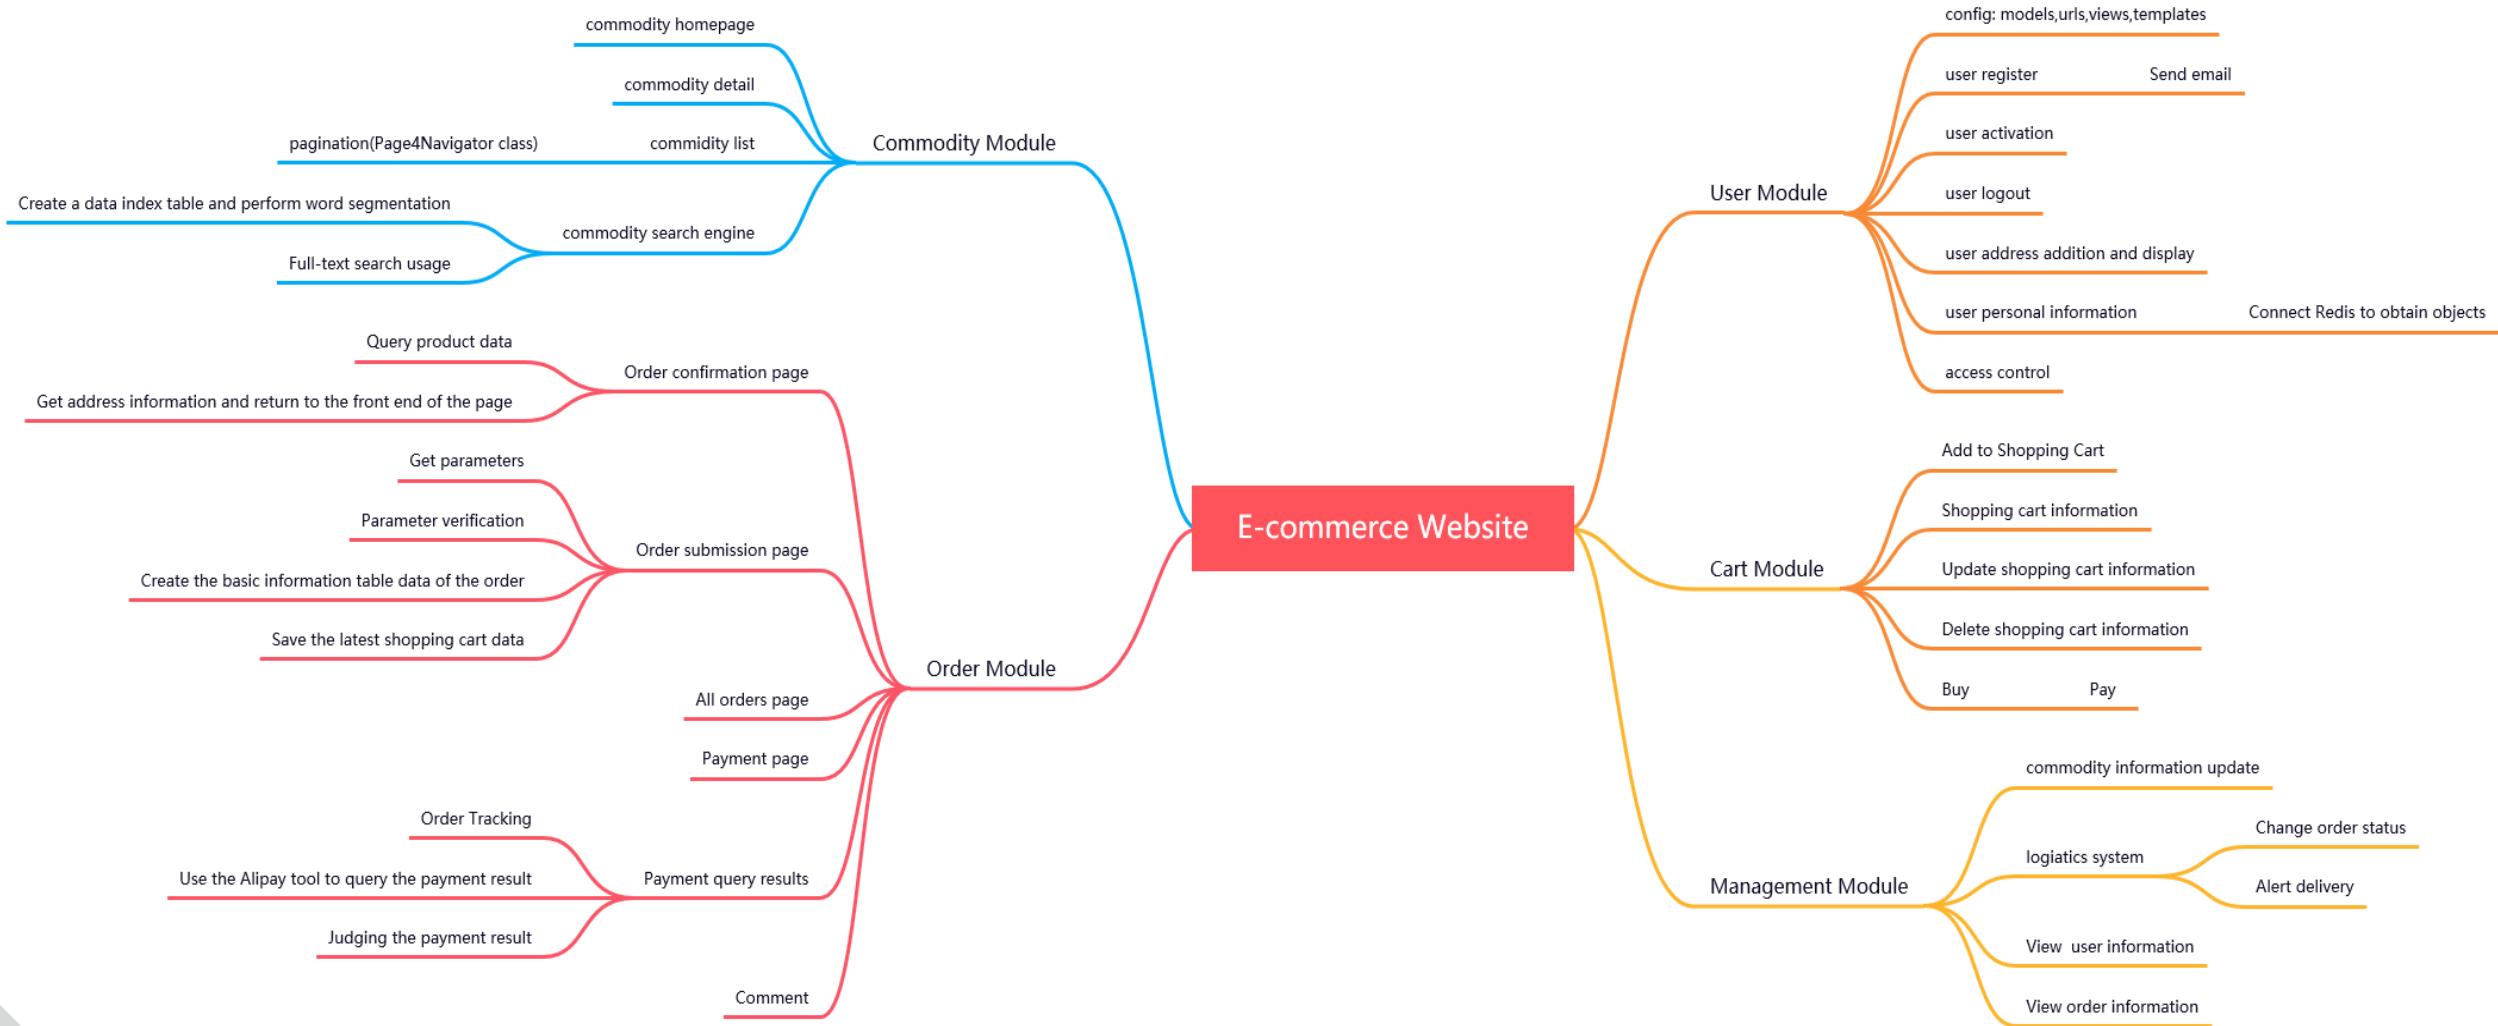 E-commerce Website
Commodity Module
commodity homepage
commodity detail
commidity list
pagination(Page4Navigator class)
commodity search engine
Create a data index table and perform word segmentation
Full-text search usage
Order Module
Order confirmation page
Query product data
Get address information and return to the front end of the page
Order submission page
Get parameters
Parameter verification
Create the basic information table data of the order
Save the latest shopping cart data
All orders page
Payment page
Payment query results
Order Tracking
Use the Alipay tool to query the payment result
Judging the payment result
Comment
User Module
config: models,urls,views,templates
user register
Send email
user activation
user logout
user address addition and display
user personal information
Connect Redis to obtain objects
access control
Cart Module
Add to Shopping Cart
Shopping cart information
Update shopping cart information
Delete shopping cart information
Buy
Pay
Management Module
commodity information update
logiatics system
Change order status
Alert delivery
View  user information
View order information